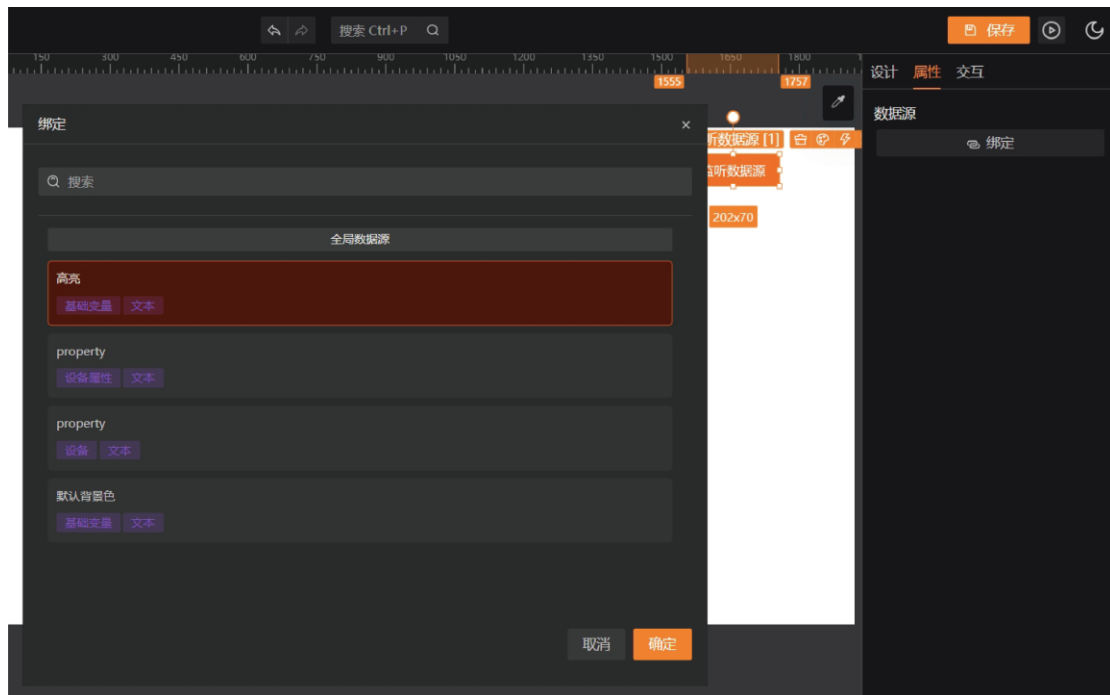 搜索 Ctrl+P
保存
150 300 450 600 750 900 1050 1200 1350 1500 1650 1800
1555 1757
设计 属性 交互
数据源
绑定
绑定
×
听数据源 [1]
监听数据源
202x70
搜索
全局数据源
高亮
基础变量 文本
property
设备属性 文本
property
设备 文本
默认背景色
基础变量 文本
取消 确定